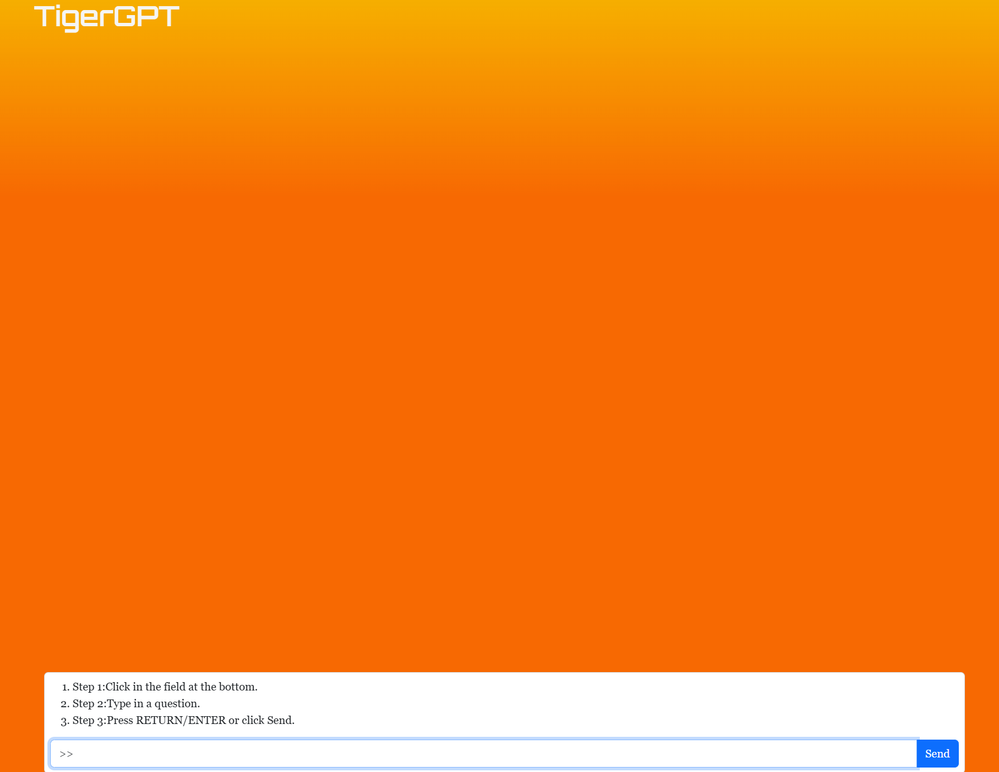 TigerGPT
1. Step 1:Click in the field at the bottom.
2. Step 2:Type in a question.
3. Step 3:Press RETURN/ENTER or click Send.
>>
Send